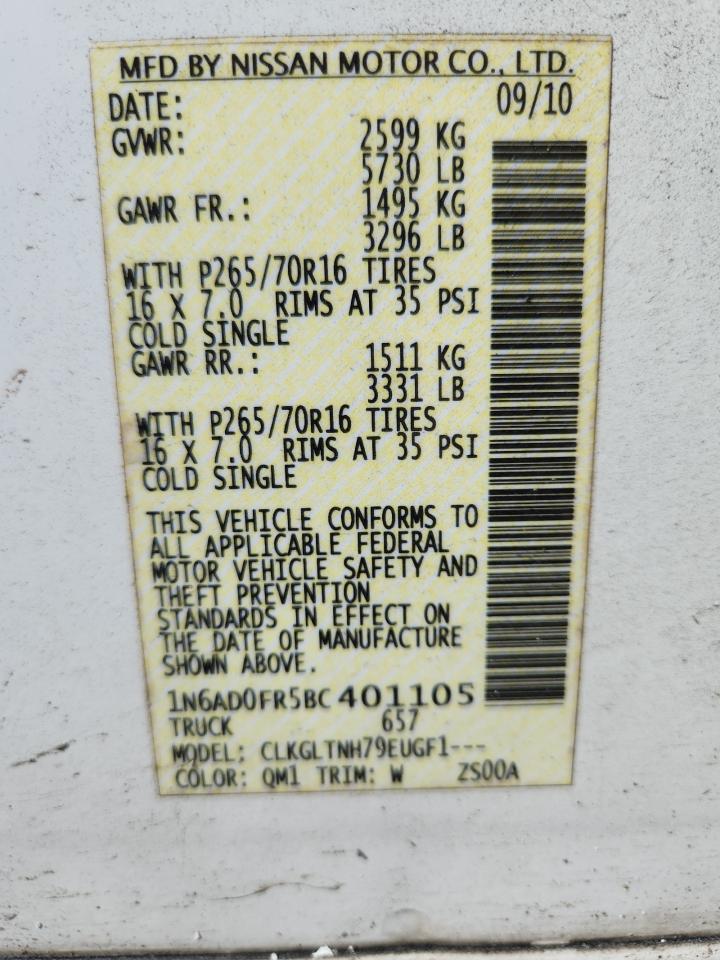 MFD BY NISSAN MOTOR CO., LTD.
DATE: 09/10
GVWR: 2599 KG
5730 LB
GAWR FR.: 1495 KG
3296 LB
WITH P265/70R16 TIRES
16 X 7.0 RIMS AT 35 PSI
COLD SINGLE
GAWR RR.: 1511 KG
3331 LB
WITH P265/70R16 TIRES
16 X 7.0 RIMS AT 35 PSI
COLD SINGLE
THIS VEHICLE CONFORMS TO
ALL APPLICABLE FEDERAL
MOTOR VEHICLE SAFETY AND
THEFT PREVENTION
STANDARDS IN EFFECT ON
THE DATE OF MANUFACTURE
SHOWN ABOVE.
1N6AD0FR5BC401105
TRUCK 657
MODEL: CLKGLTNH79EUGF1---
COLOR: QM1 TRIM: W ZS00A